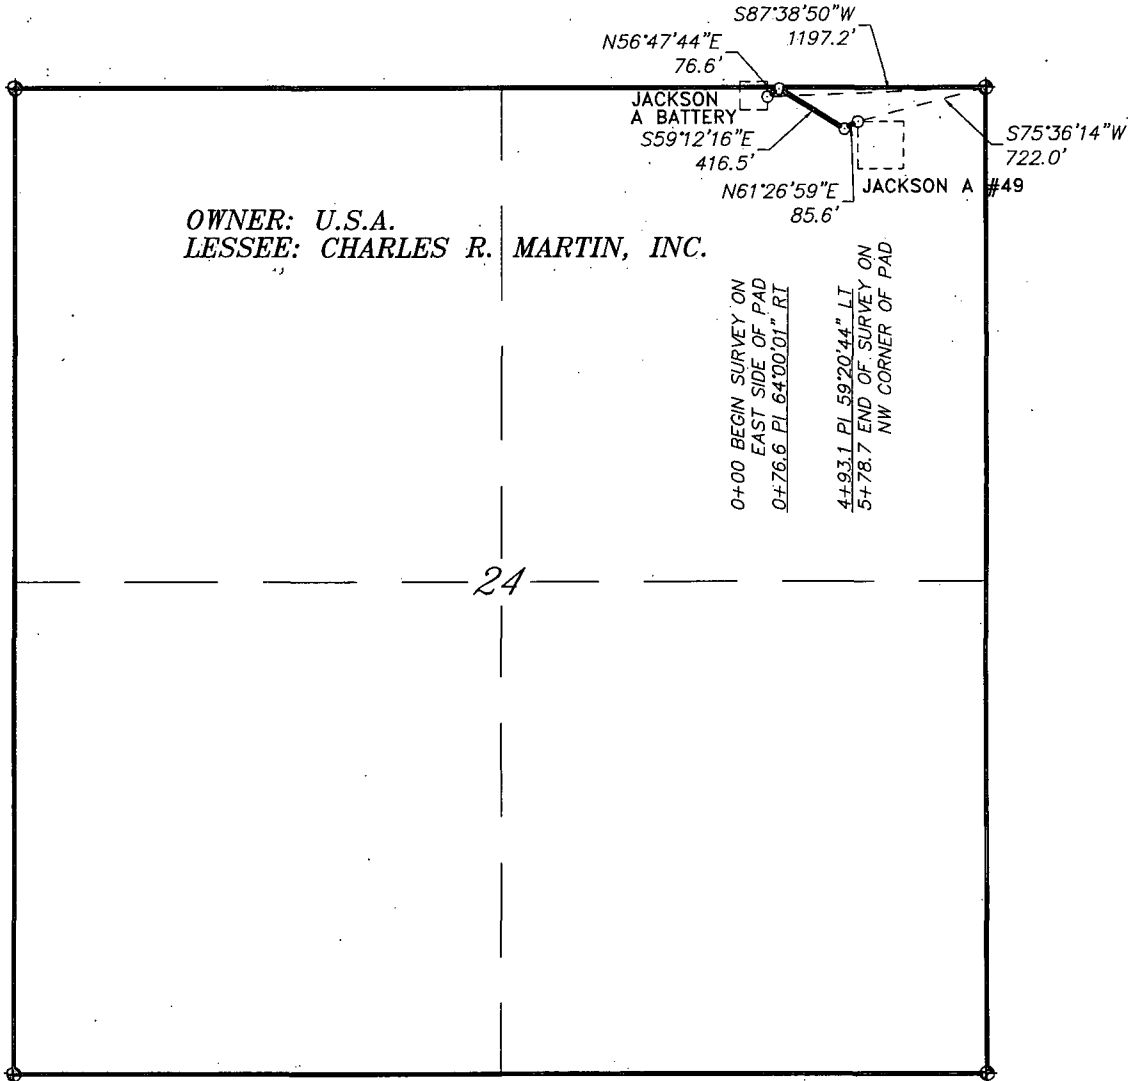 S87°38'50"W
1197.2'
N56°47'44"E
76.6'
JACKSON
A BATTERY
S59°12'16"E
416.5'
S75°36'14"W
722.0'
N61°26'59"E
85.6'
JACKSON A #49
OWNER: U.S.A.
LESSEE: CHARLES R. MARTIN, INC.
0+00 BEGIN SURVEY ON
EAST SIDE OF PAD
0+76.6 PI 64°00'01" RT
4+93.1 PI 59°20'44" LT
5+78.7 END OF SURVEY ON
NW CORNER OF PAD
24